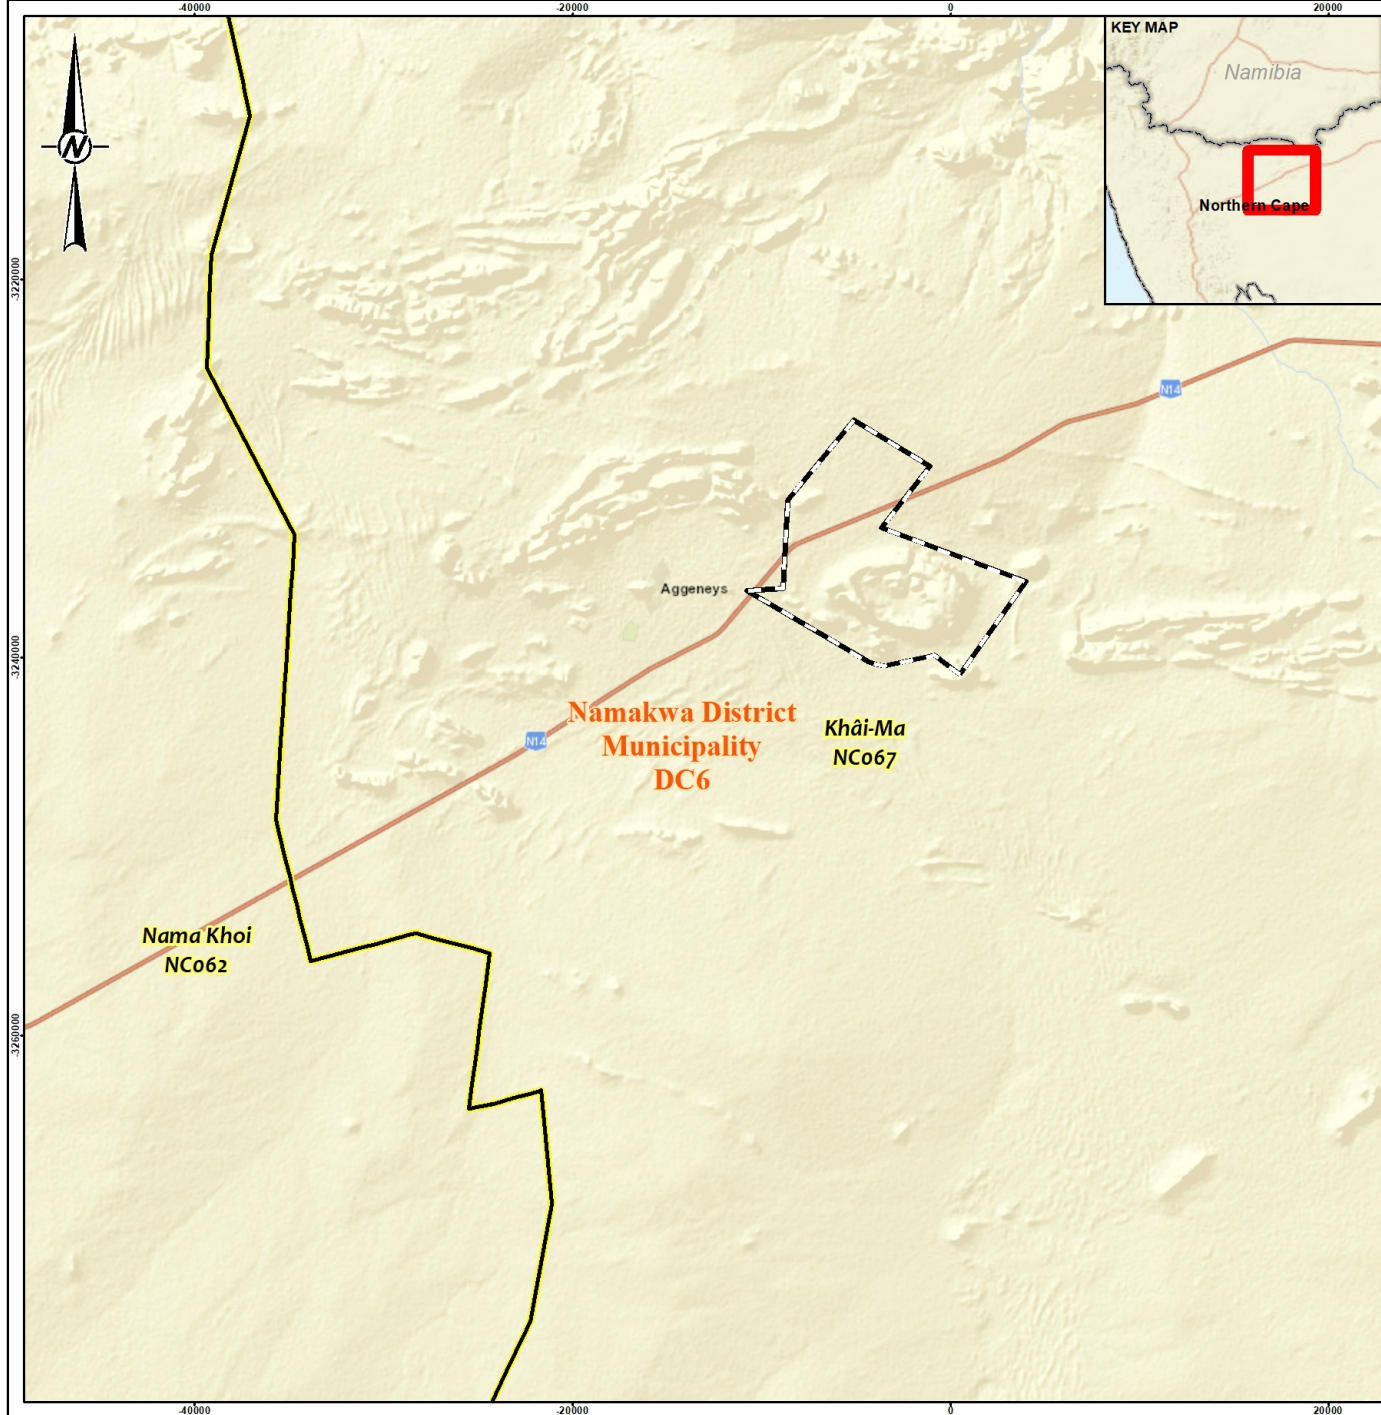 -40000
-20000
0
20000
KEY MAP
Namibia
Northern Cape
N
-3220000
N14
Aggeneys
-3240000
Namakwa District
Municipality
DC6
Khâi-Ma
NC067
N14
Nama Khoi
NC062
-3260000
-40000
-20000
0
20000